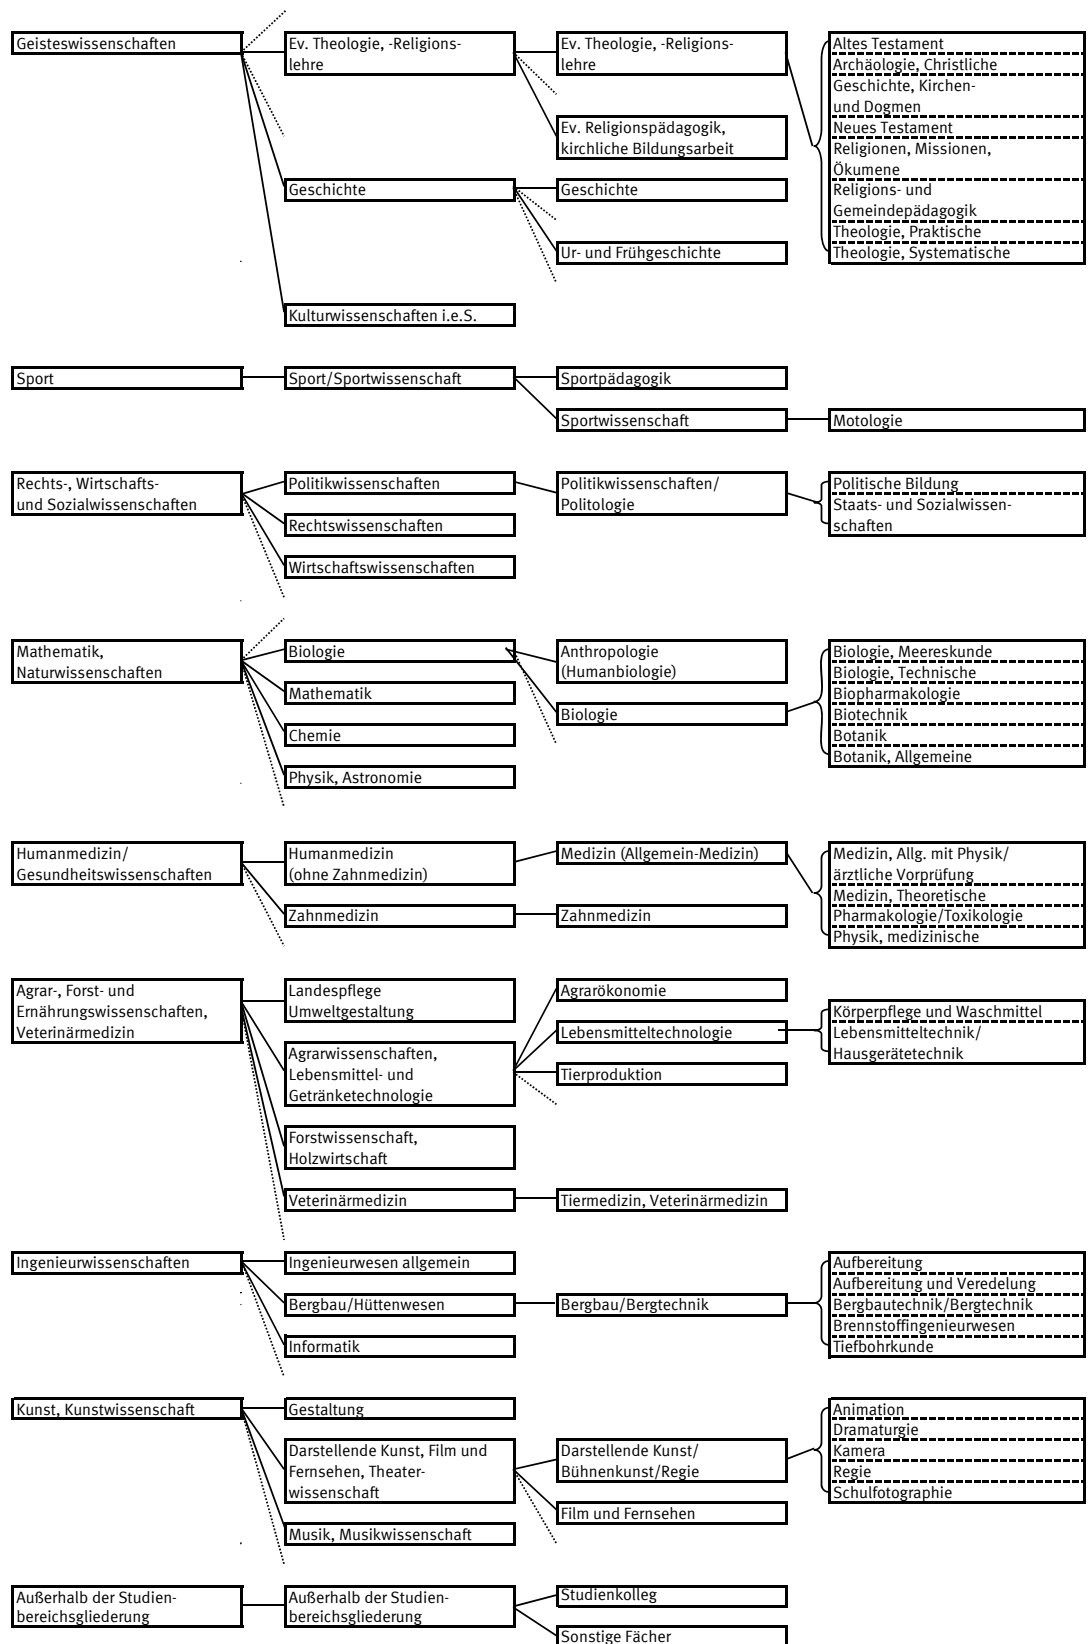 Geisteswissenschaften
Ev. Theologie, -Religions-
lehre
Ev. Theologie, -Religions-
lehre
Altes Testament
Archäologie, Christliche
Geschichte, Kirchen-
und Dogmen
Neues Testament
Religionen, Missionen,
Ökumene
Religions- und
Gemeindepädagogik
Theologie, Praktische
Theologie, Systematische
Ev. Religionspädagogik,
kirchliche Bildungsarbeit
Geschichte
Geschichte
Ur- und Frühgeschichte
Kulturwissenschaften i.e.S.
Sport
Sport/Sportwissenschaft
Sportpädagogik
Sportwissenschaft
Motologie
Rechts-, Wirtschafts-
und Sozialwissenschaften
Politikwissenschaften
Politikwissenschaften/
Politologie
Politische Bildung
Staats- und Sozialwissen-
schaften
Rechtswissenschaften
Wirtschaftswissenschaften
Mathematik,
Naturwissenschaften
Biologie
Anthropologie
(Humanbiologie)
Biologie, Meereskunde
Biologie, Technische
Biopharmakologie
Biotechnik
Botanik
Botanik, Allgemeine
Mathematik
Biologie
Chemie
Physik, Astronomie
Humanmedizin/
Gesundheitswissenschaften
Humanmedizin
(ohne Zahnmedizin)
Medizin (Allgemein-Medizin)
Medizin, Allg. mit Physik/
ärztliche Vorprüfung
Medizin, Theoretische
Pharmakologie/Toxikologie
Physik, medizinische
Zahnmedizin
Zahnmedizin
Agrar-, Forst- und
Ernährungswissenschaften,
Veterinärmedizin
Landespflege
Umweltgestaltung
Agrarökonomie
Lebensmitteltechnologie
Körperpflege und Waschmittel
Lebensmitteltechnik/
Hausgerätetechnik
Agrarwissenschaften,
Lebensmittel- und
Getränketechnologie
Tierproduktion
Forstwissenschaft,
Holzwirtschaft
Veterinärmedizin
Tiermedizin, Veterinärmedizin
Ingenieurwissenschaften
Ingenieurwesen allgemein
Bergbau/Hüttenwesen
Bergbau/Bergtechnik
Aufbereitung
Aufbereitung und Veredelung
Bergbautechnik/Bergtechnik
Brennstoffingenieurwesen
Tiefbohrkunde
Informatik
Kunst, Kunstwissenschaft
Gestaltung
Darstellende Kunst, Film und
Fernsehen, Theater-
wissenschaft
Darstellende Kunst/
Bühnenkunst/Regie
Animation
Dramaturgie
Kamera
Regie
Schulfotographie
Film und Fernsehen
Musik, Musikwissenschaft
Außerhalb der Studien-
bereichsgliederung
Außerhalb der Studien-
bereichsgliederung
Studienkolleg
Sonstige Fächer